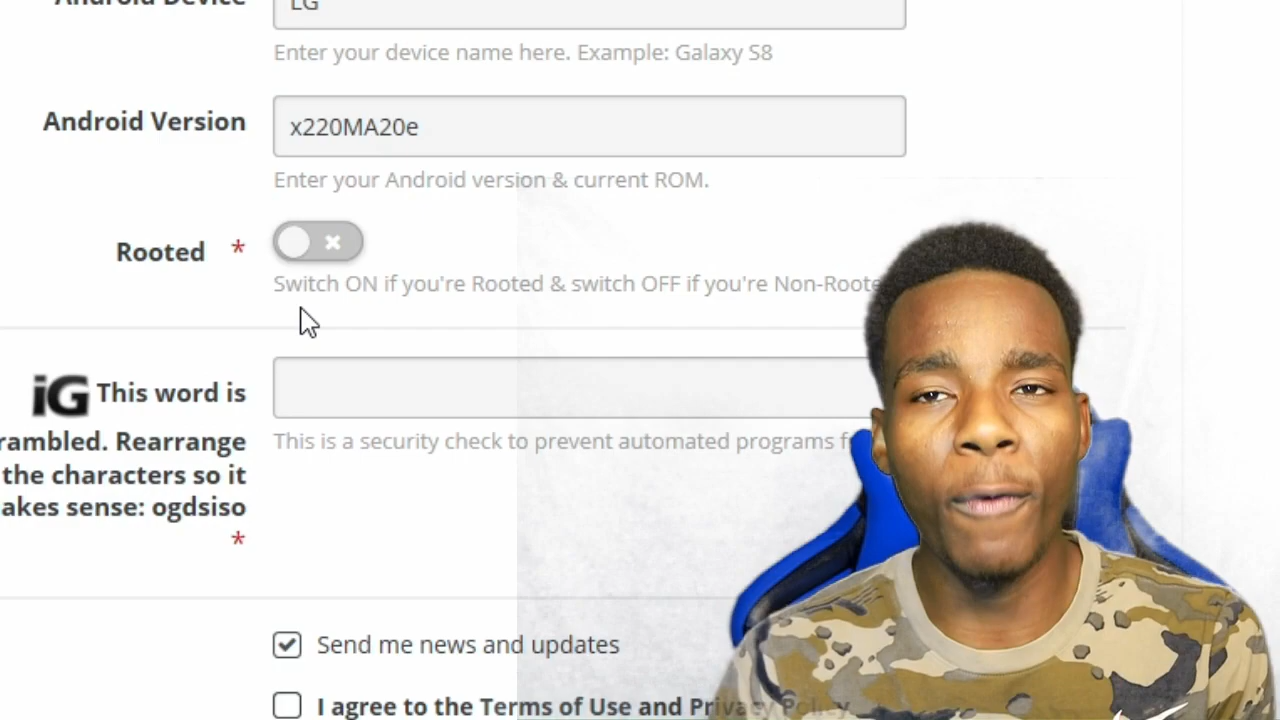 Android Device
LG
Enter your device name here. Example: Galaxy S8
Android Version
x220MA20e
Enter your Android version & current ROM.
Rooted *
Switch ON if you're Rooted & switch OFF if you're Non-Roote
iG This word is
rambled. Rearrange
the characters so it
akes sense: ogdsiso
*
This is a security check to prevent automated programs f
Send me news and updates
I agree to the Terms of Use and Privacy Policy.